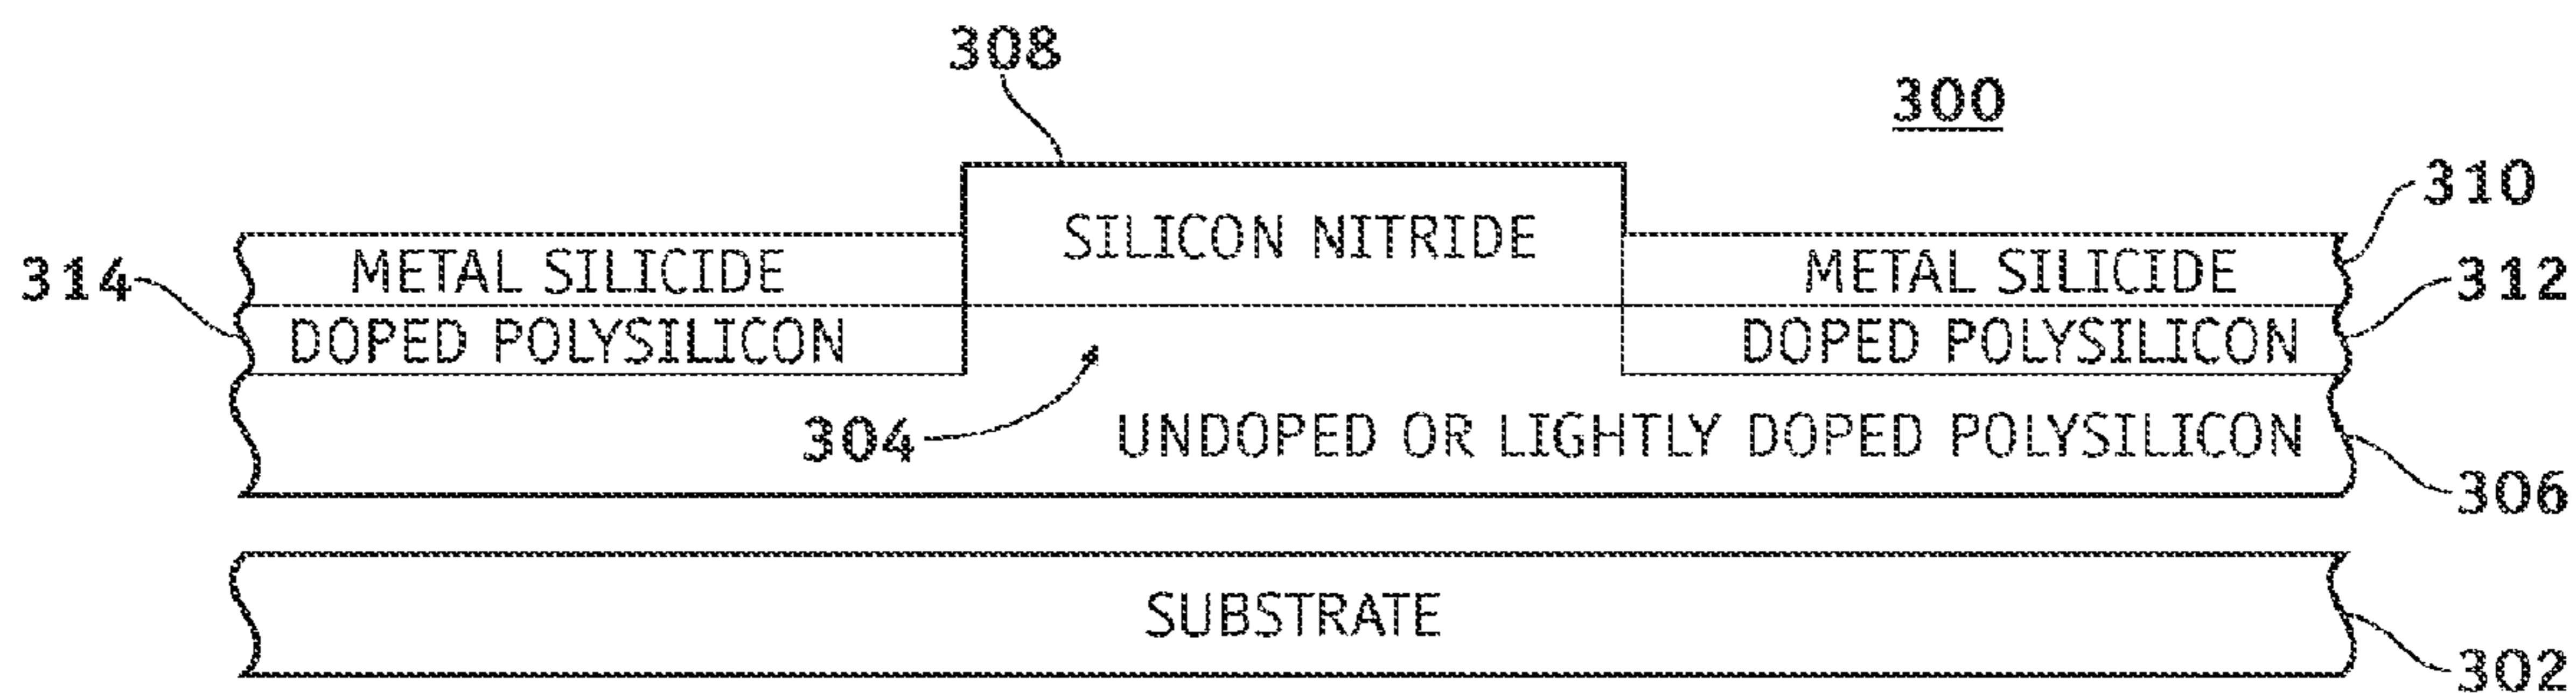 308
300
310
SILICON NITRIDE
METAL SILICIDE
METAL SILICIDE
314
312
DOPED POLYSILICON
DOPED POLYSILICON
304
UNDOPED OR LIGHTLY DOPED POLYSILICON
306
SUBSTRATE
302